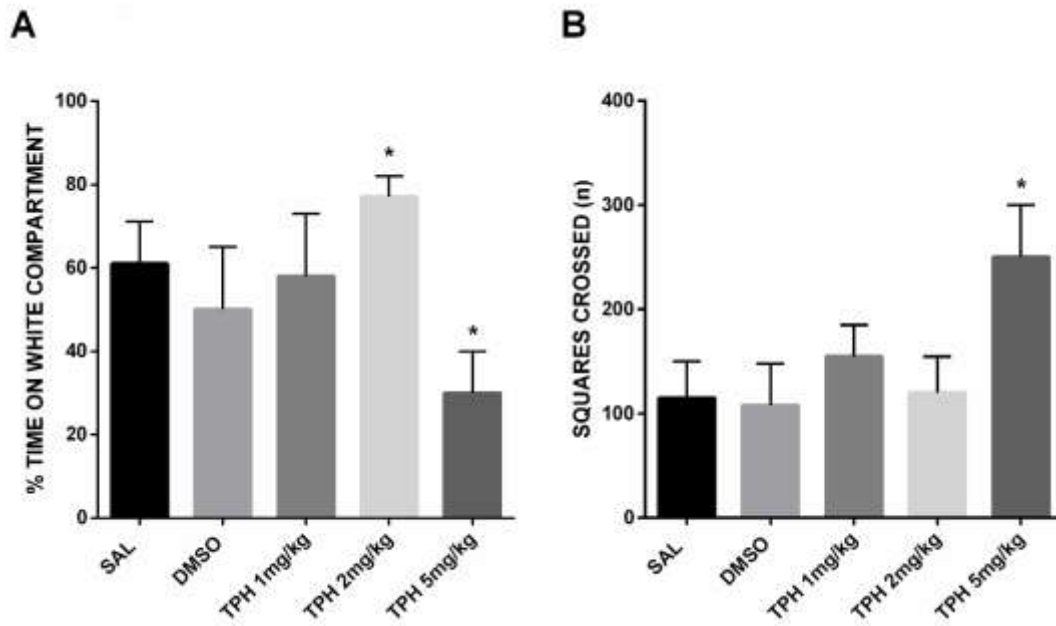 A
% TIME ON WHITE COMPARTMENT
100
80
60
40
20
0
*
*
SAL
DMSO
TPH 1mg/kg
TPH 2mg/kg
TPH 5mg/kg
B
SQUARES CROSSED (n)
400
300
200
100
0
*
SAL
DMSO
TPH 1mg/kg
TPH 2mg/kg
TPH 5mg/kg